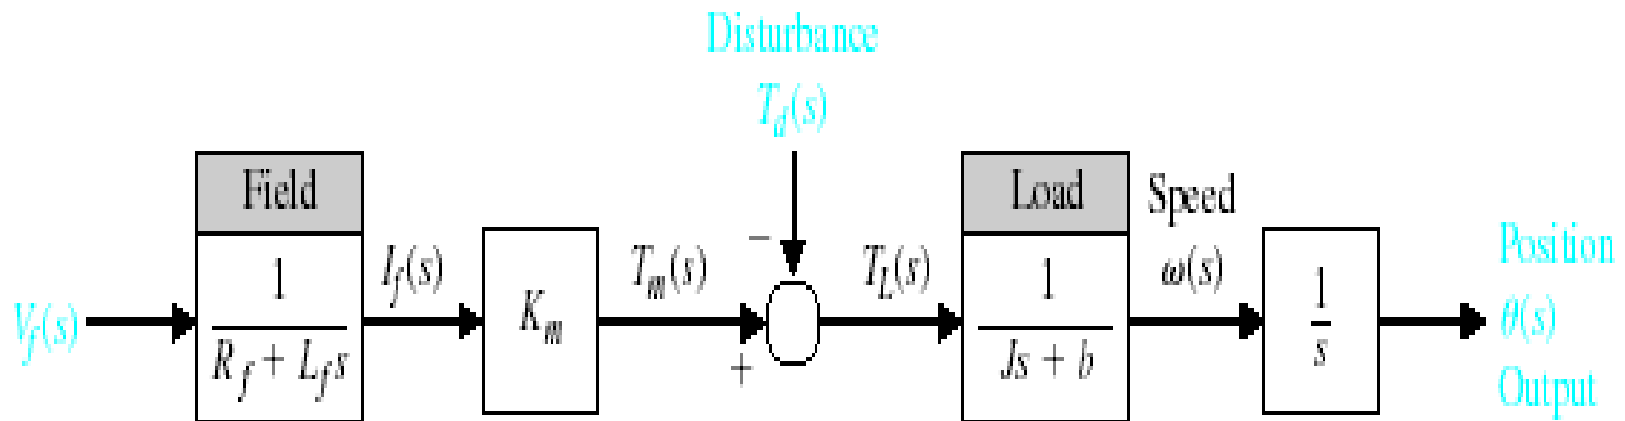 Disturbance
T_d(s)
Field
Load
Speed
I_f(s)
T_m(s)
−
T_L(s)
ω(s)
Position
V_f(s)
1
R_f + L_f s
K_m
+
1
Js + b
1
s
θ(s)
Output